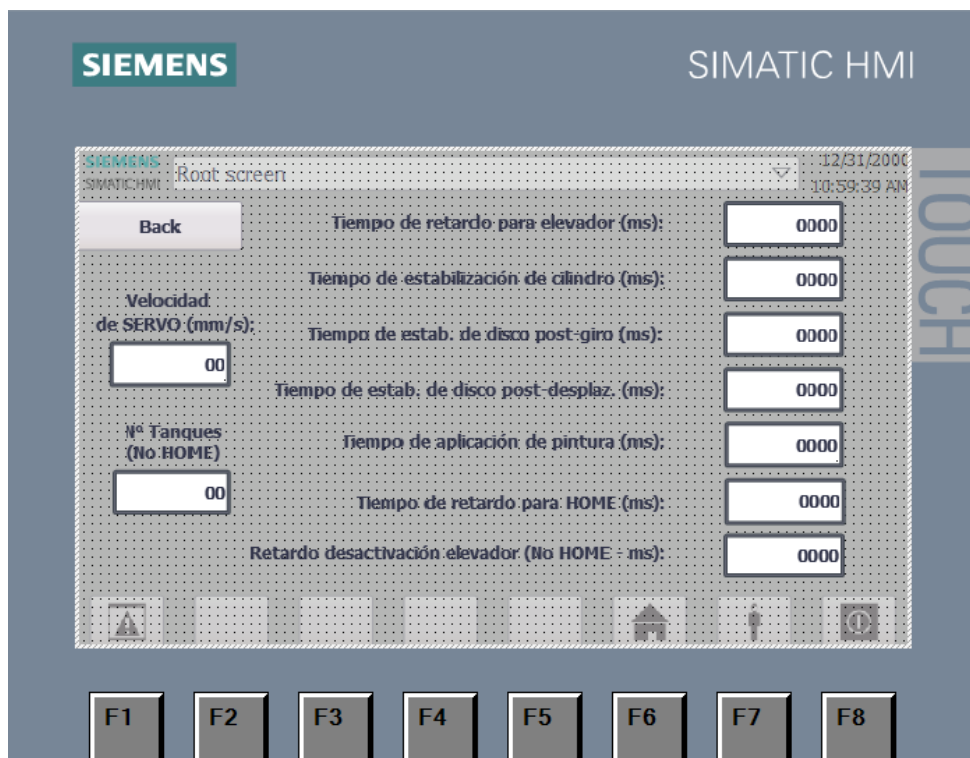 SIEMENS
SIMATIC HMI
TOUCH
SIEMENS
SIMATIC HMI
Root screen
12/31/2000
10:59:39 AM
Back
Tiempo de retardo para elevador (ms):
0000
Tiempo de estabilización de cilindro (ms):
0000
Velocidad
de SERVO (mm/s):
00
Tiempo de estab. de disco post-giro (ms):
0000
Tiempo de estab. de disco post-desplaz. (ms):
0000
Nº Tanques
(No HOME)
00
Tiempo de aplicación de pintura (ms):
0000
Tiempo de retardo para HOME (ms):
0000
Retardo desactivación elevador (No HOME - ms):
0000
F1
F2
F3
F4
F5
F6
F7
F8